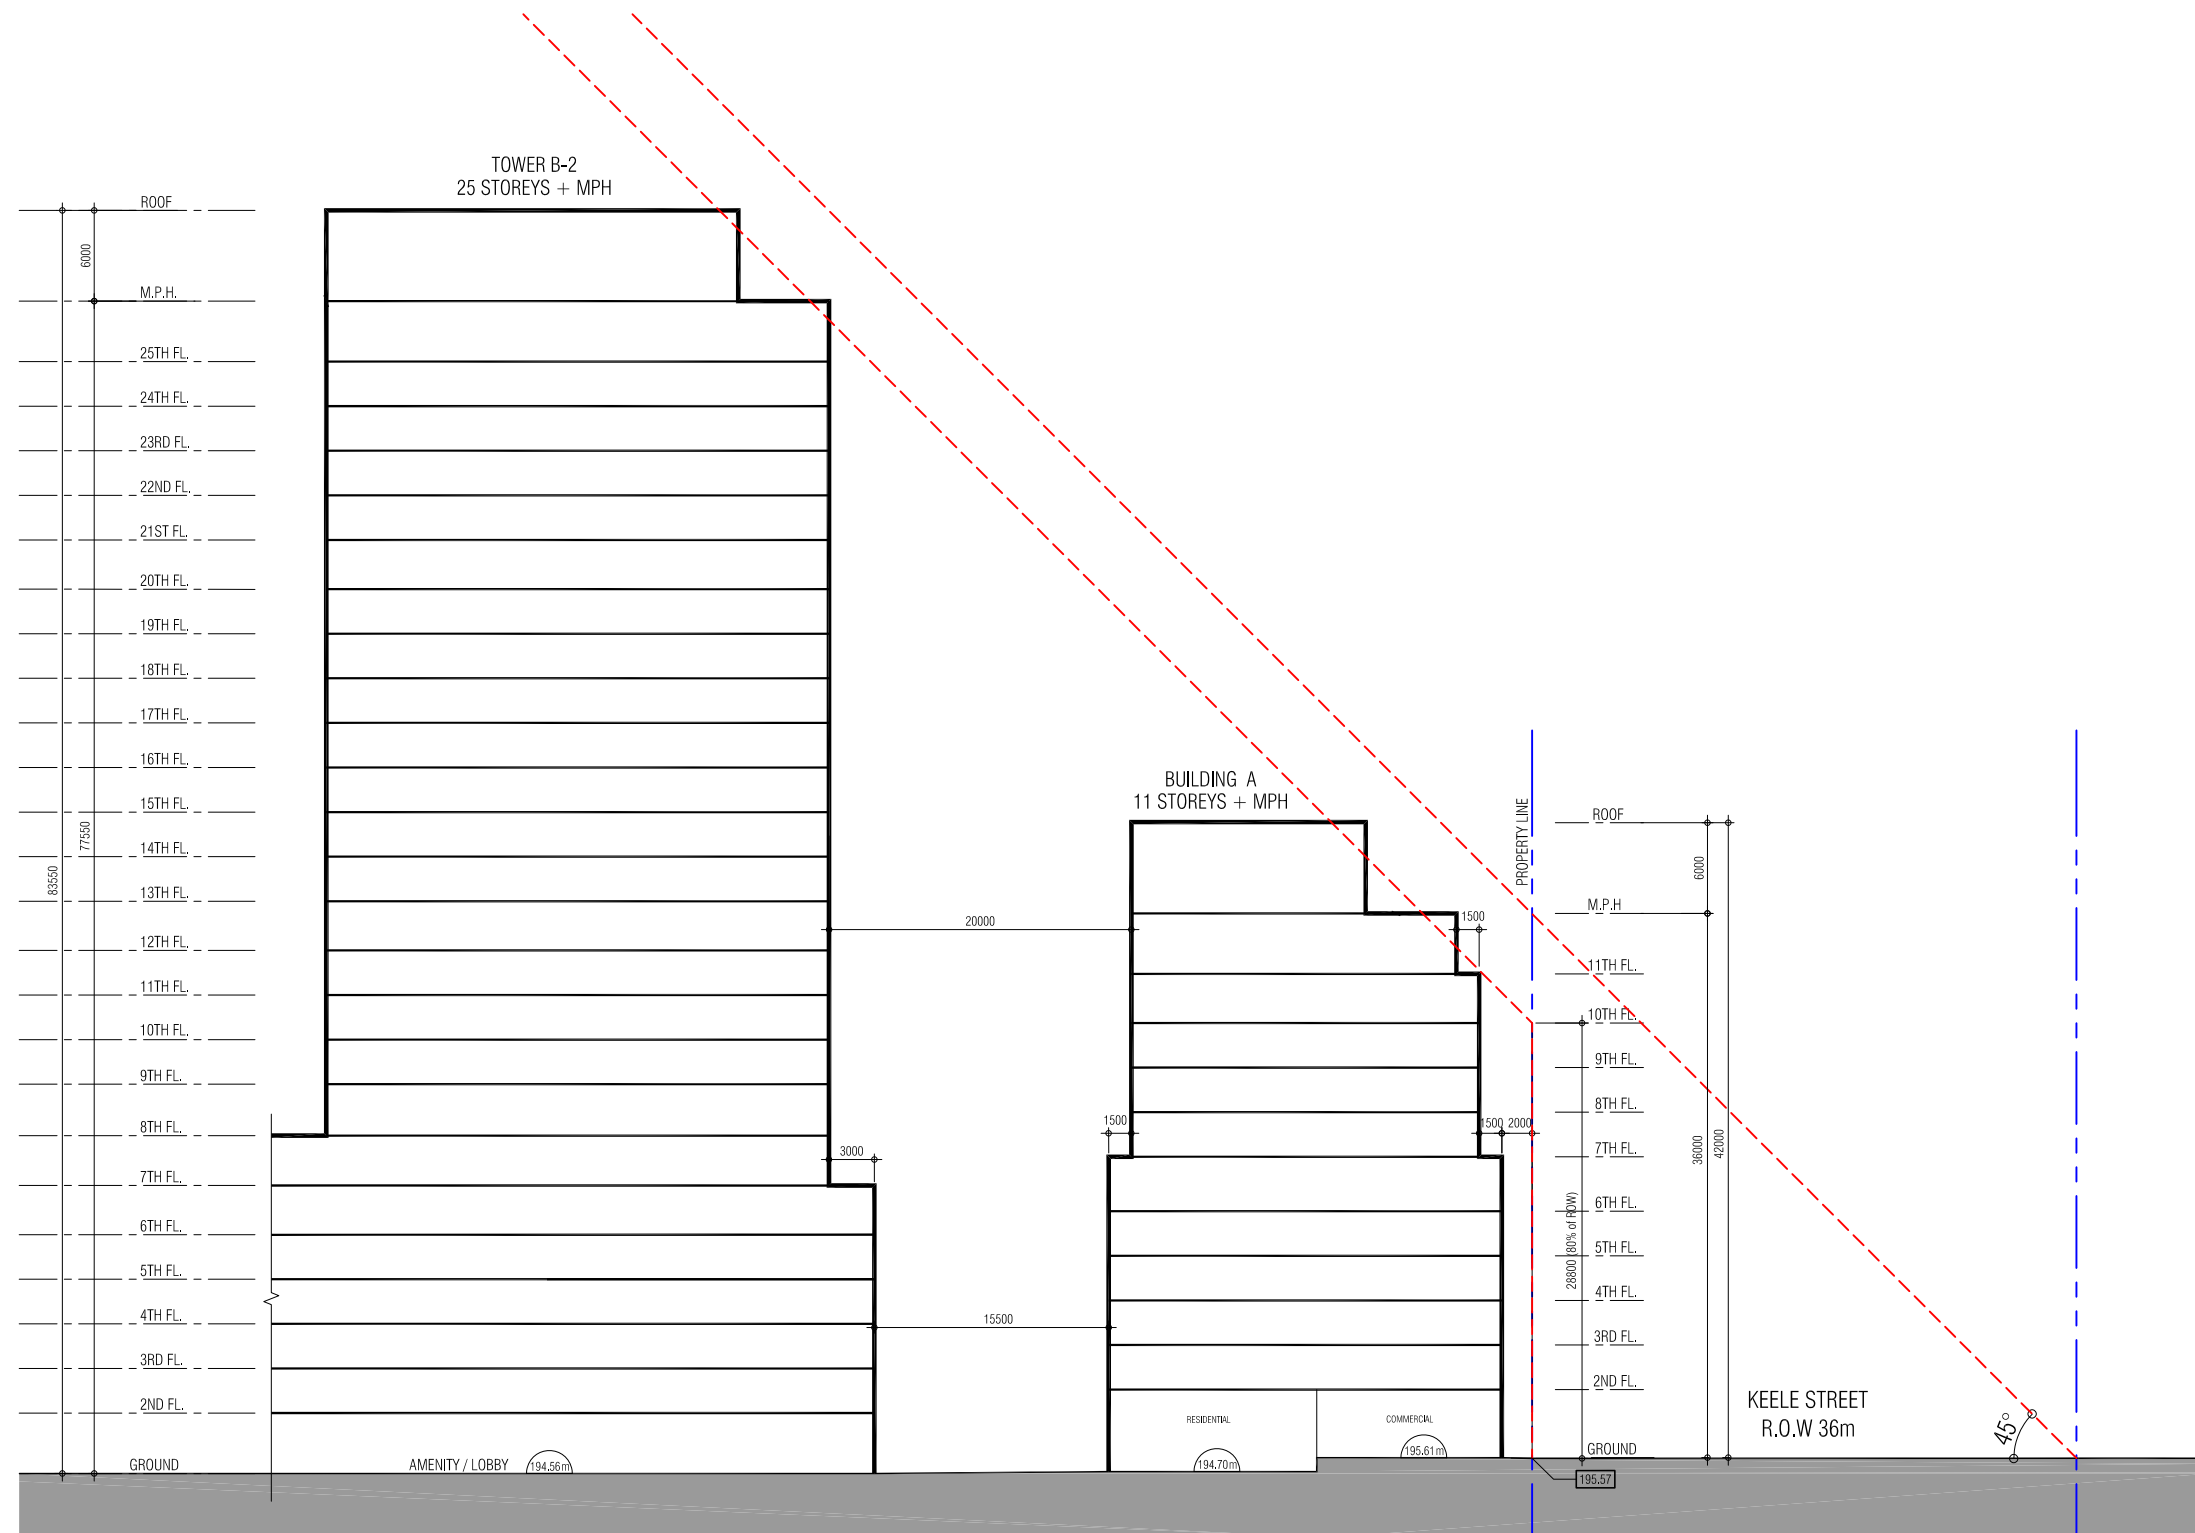 TOWER B-2
25 STOREYS + MPH
ROOF
6000
M.P.H.
25TH FL.
24TH FL.
23RD FL.
22ND FL.
21ST FL.
20TH FL.
19TH FL.
18TH FL.
17TH FL.
16TH FL.
15TH FL.
14TH FL.
13TH FL.
12TH FL.
11TH FL.
10TH FL.
9TH FL.
8TH FL.
7TH FL.
6TH FL.
5TH FL.
4TH FL.
3RD FL.
2ND FL.
GROUND
77550
83550
AMENITY / LOBBY
194.56m
3000
20000
15500
BUILDING A
11 STOREYS + MPH
1500
1500
1500
2000
RESIDENTIAL
194.70m
COMMERCIAL
195.61m
PROPERTY LINE
ROOF
M.P.H
11TH FL.
10TH FL.
9TH FL.
8TH FL.
7TH FL.
6TH FL.
5TH FL.
4TH FL.
3RD FL.
2ND FL.
GROUND
28800 (80% of ROW)
6000
36000
42000
195.57
KEELE STREET
R.O.W 36m
45°